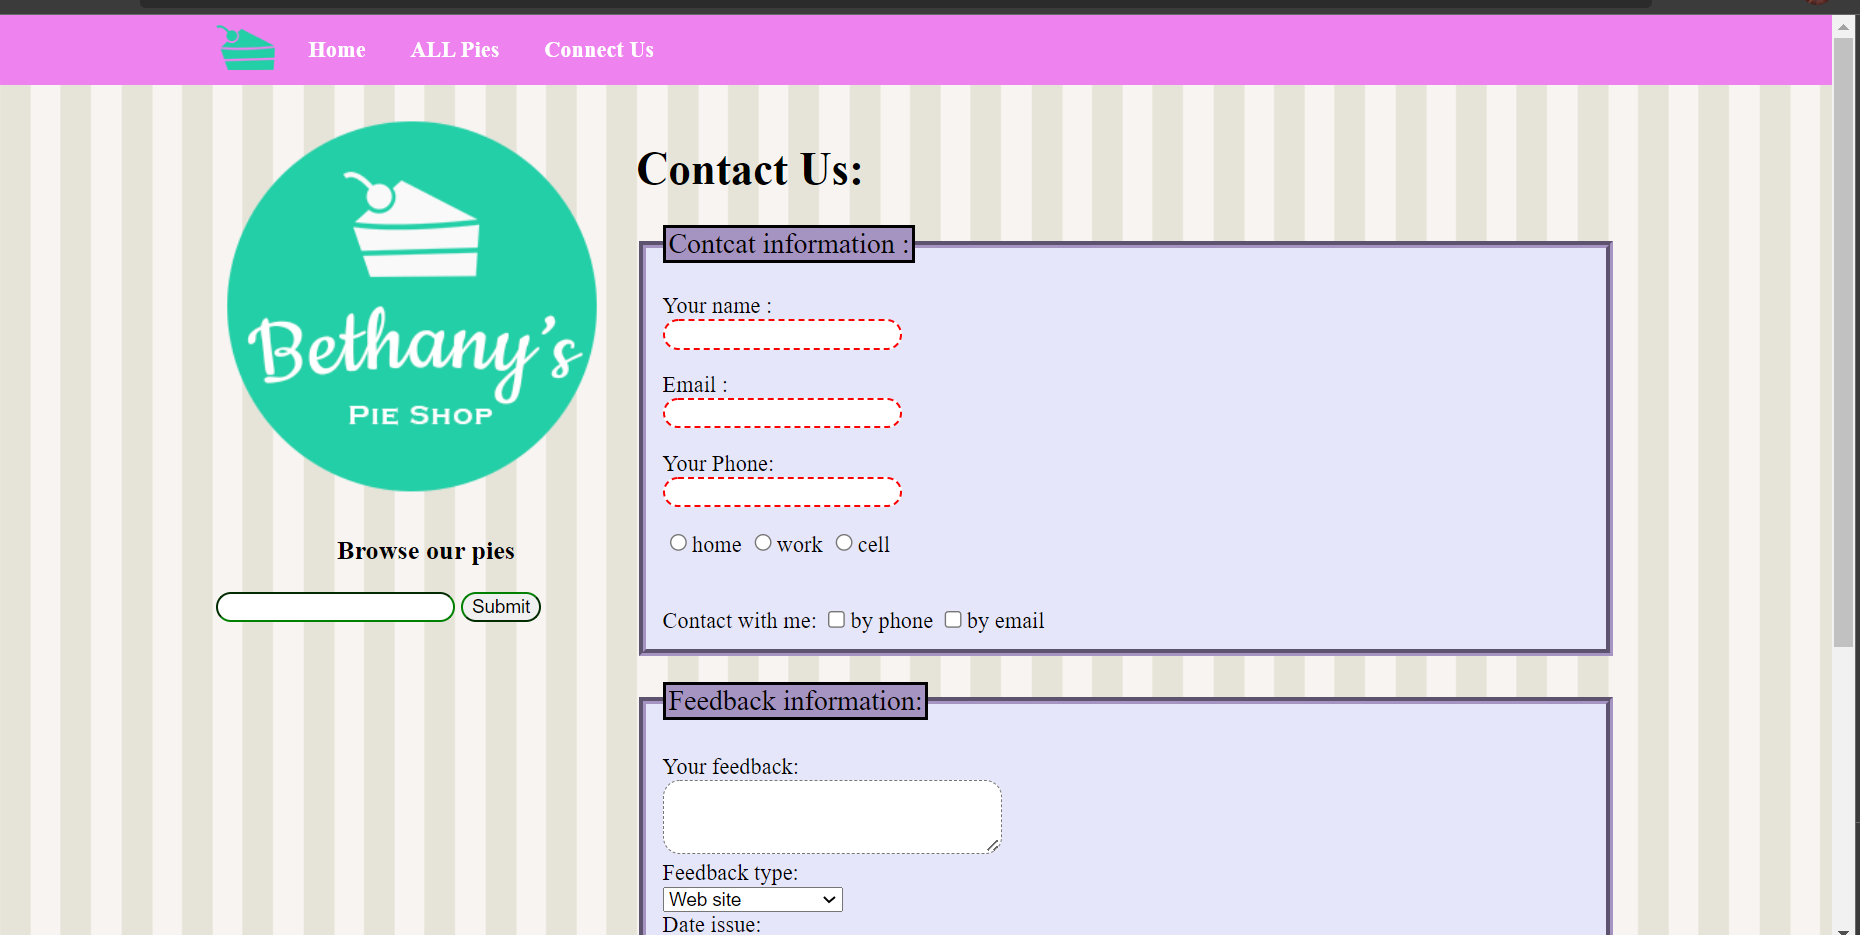 Home ALL Pies Connect Us
Bethany's
PIE SHOP
Browse our pies
Submit
Contact Us:
Contcat information :
Your name :
Email :
Your Phone:
home work cell
Contact with me: by phone by email
Feedback information:
Your feedback:
Feedback type:
Web site
Date issue: